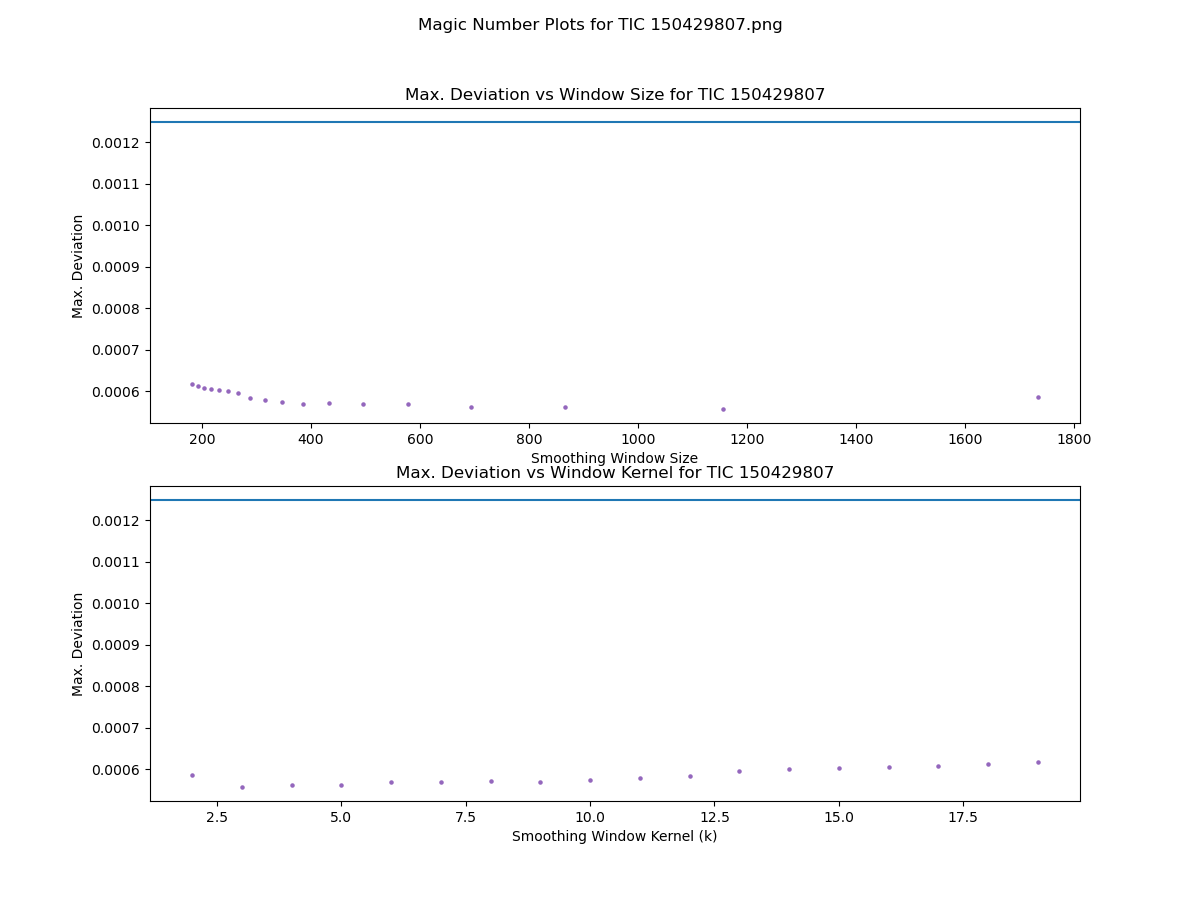 Magic Number Plots for TIC 150429807.png
Max. Deviation vs Window Size for TIC 150429807
0.0012
0.0011
0.0010
0.0009
0.0008
0.0007
0.0006
Max. Deviation
200 400 600 800 1000 1200 1400 1600 1800
Smoothing Window Size
Max. Deviation vs Window Kernel for TIC 150429807
0.0012
0.0011
0.0010
0.0009
0.0008
0.0007
0.0006
Max. Deviation
2.5 5.0 7.5 10.0 12.5 15.0 17.5
Smoothing Window Kernel (k)